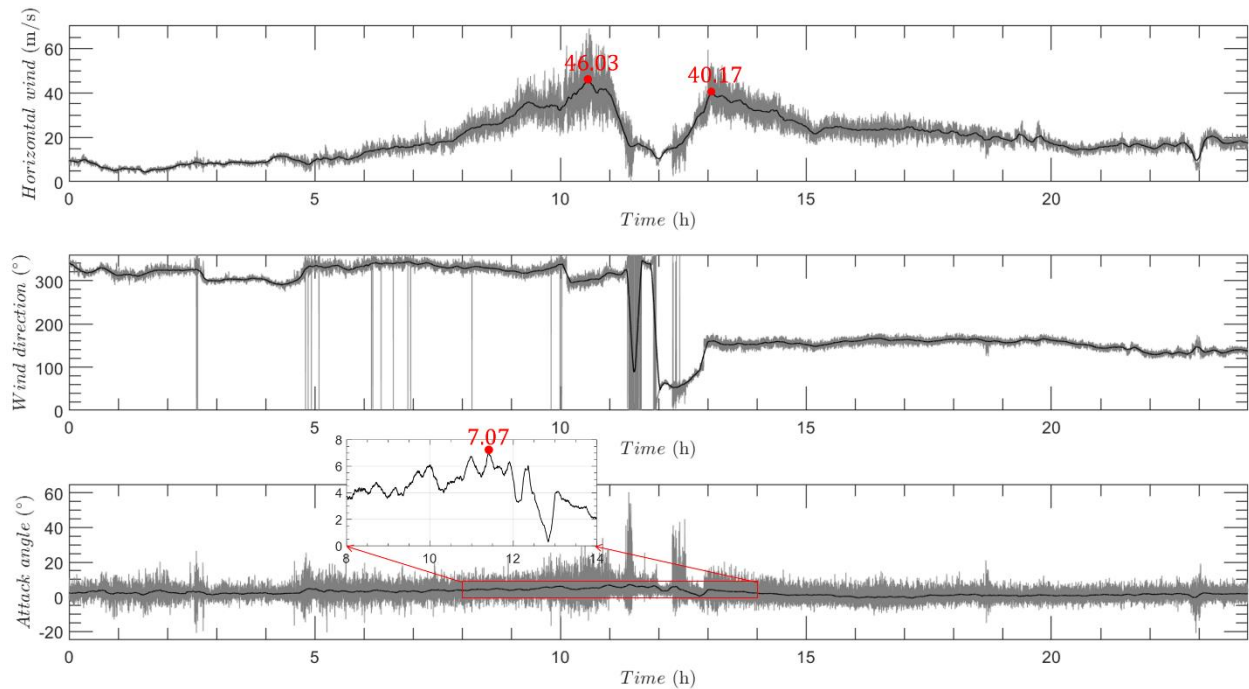 Horizontal wind (m/s)
60
40
20
0
46.03
40.17
0 5 10 15 20
Time (h)
Wind direction (°)
300
200
100
0
0 5 10 15 20
Time (h)
7.07
8
6
4
2
0
8 10 12 14
Attack angle (°)
60
40
20
0
-20
0 5 10 15 20
Time (h)